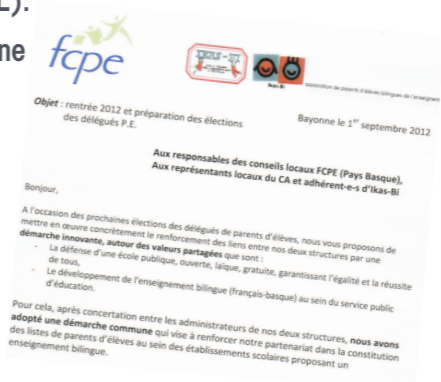 E).
ne
fcpe
IKAS-BI
Ikas-Bi
association de parents d'élèves bilingues de l'enseignement
Objet : rentrée 2012 et préparation des élections
des délégués P.E.
Bayonne le 1er septembre 2012
Aux responsables des conseils locaux FCPE (Pays Basque),
Aux représentants locaux du CA et adhérent-e-s d'Ikas-Bi
Bonjour,
A l'occasion des prochaines élections des délégués de parents d'élèves, nous vous proposons de
mettre en œuvre concrètement le renforcement des liens entre nos deux structures par une
démarche innovante, autour des valeurs partagées que sont :
- La défense d'une école publique, ouverte, laïque, gratuite, garantissant l'égalité et la réussite
de tous,
- Le développement de l'enseignement bilingue (français-basque) au sein du service public
d'éducation.
Pour cela, après concertation entre les administrateurs de nos deux structures, nous avons
adopté une démarche commune qui vise à renforcer notre partenariat dans la constitution
des listes de parents d'élèves au sein des établissements scolaires proposant un
enseignement bilingue.